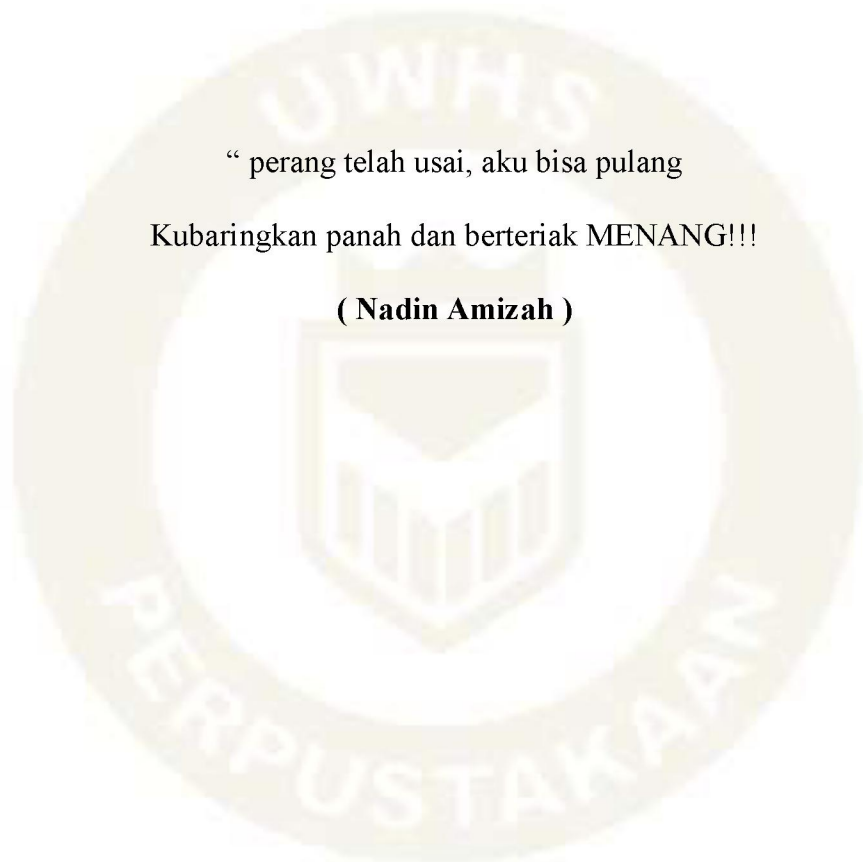 UWHS
“ perang telah usai, aku bisa pulang
Kubaringkan panah dan berteriak MENANG!!!
( Nadin Amizah )
PERPUSTAKAAN